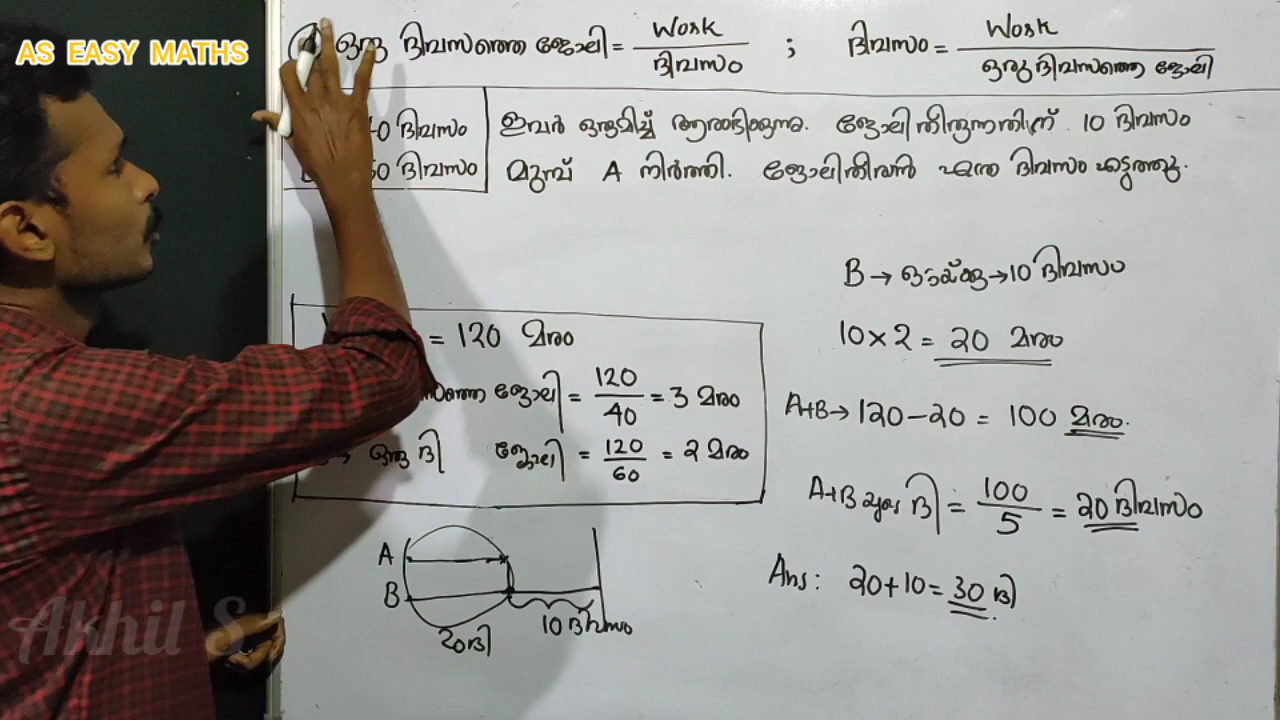 AS EASY MATHS
ഒരു ദിവസത്തെ ജോലി = Work / ദിവസം ; ദിവസം = Work / ഒരുദിവസത്തെ ജോലി
40 ദിവസം
60 ദിവസം
ഇവർ ഒരുമിച്ച് ആരംഭിക്കുന്നു. ജോലിതീരുന്നതിന് 10 ദിവസം
മുമ്പ് A നിർത്തി. ജോലിതീരാൻ എത്ര ദിവസം എടുത്തു.
= 120 മരം
ജോലി = 120/40 = 3 മരം
ഒരു ദി ജോലി = 120/60 = 2 മരം
A
B
20ദി
10 ദിവസം
B → ഒറ്റയ്ക്ക് → 10 ദിവസം
10 × 2 = 20 മരം
A+B → 120 − 20 = 100 മരം.
A+B യുടെ ദി = 100/5 = 20 ദിവസം
Ans: 20+10 = 30 ദി
Akhil S